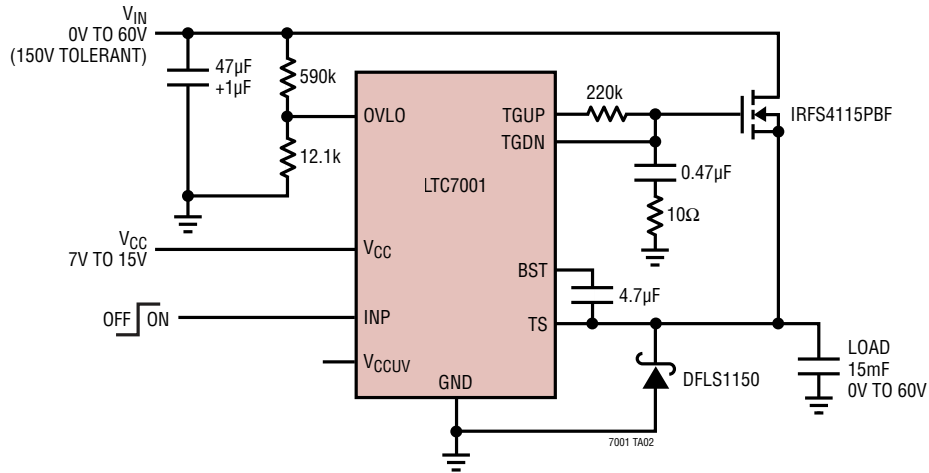 VIN
0V TO 60V
(150V TOLERANT)
47µF
+1µF
590k
12.1k
OVLO
TGUP
TGDN
220k
IRFS4115PBF
LTC7001
0.47µF
10Ω
VCC
7V TO 15V
VCC
BST
4.7µF
OFF ON
INP
TS
VCCUV
GND
DFLS1150
LOAD
15mF
0V TO 60V
7001 TA02